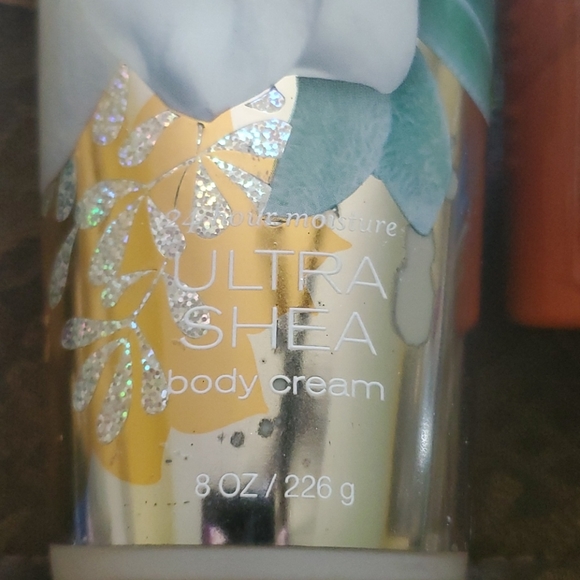 24 hour moisture
ULTRA
SHEA
body cream
8 OZ / 226 g